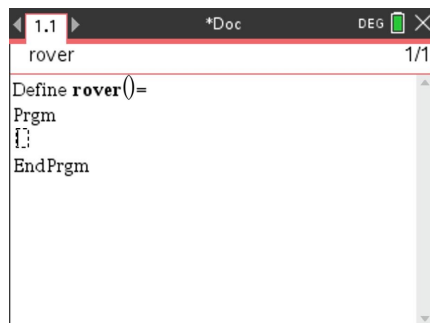 1.1 *Doc DEG
rover 1/1
Define rover()=
Prgm
EndPrgm